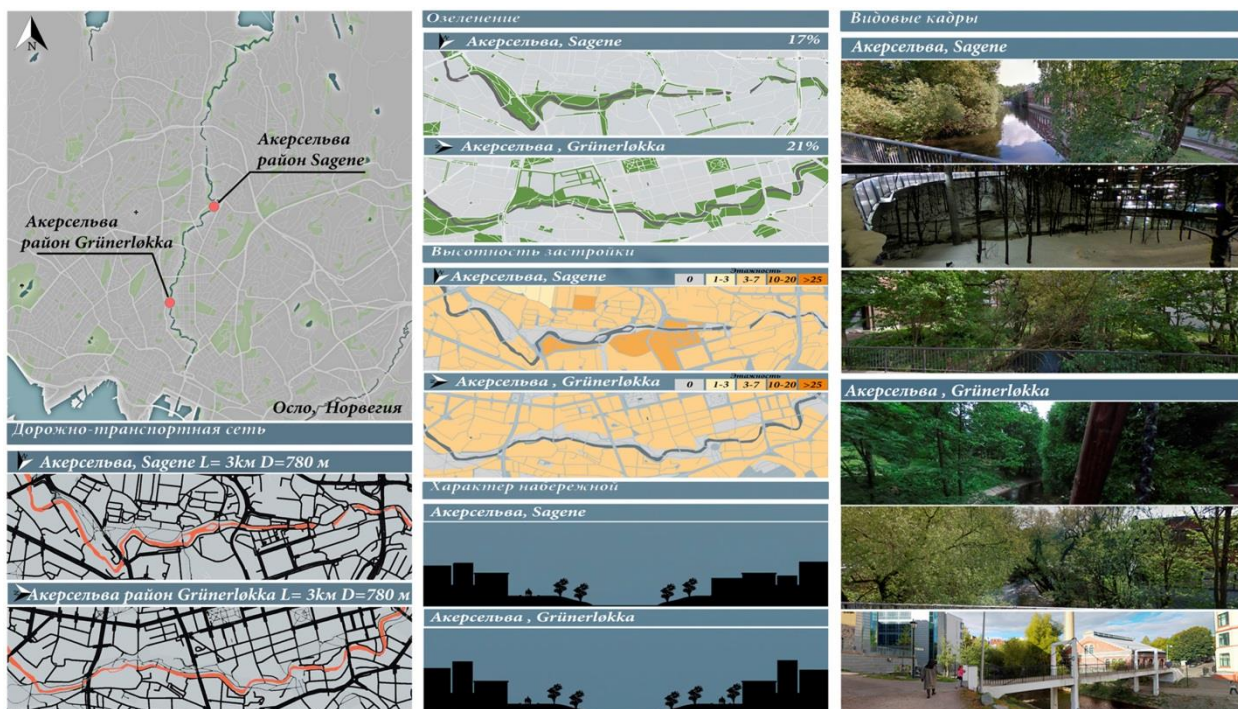 N
Акерсельва
район Sagene
Акерсельва
район Grünerløkka
Осло, Норвегия
Дорожно-транспортная сеть
Акерсельва, Sagene L= 3км D=780 м
Акерсельва район Grünerløkka L= 3км D=780 м
Озеленение
Акерсельва, Sagene 17%
Акерсельва , Grünerløkka 21%
Высотность застройки
Акерсельва, Sagene
Этажность
0 1-3 3-7 10-20 >25
Акерсельва , Grünerløkka
Этажность
0 1-3 3-7 10-20 >25
Характер набережной
Акерсельва, Sagene
Акерсельва , Grünerløkka
Видовые кадры
Акерсельва, Sagene
Акерсельва , Grünerløkka